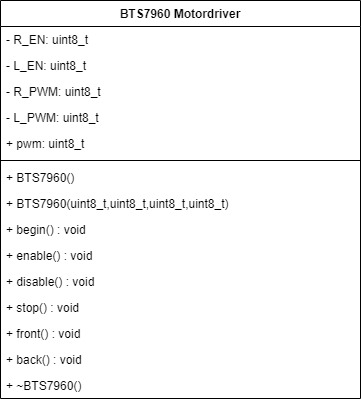 BTS7960 Motordriver
- R_EN: uint8_t
- L_EN: uint8_t
- R_PWM: uint8_t
- L_PWM: uint8_t
+ pwm: uint8_t
+ BTS7960()
+ BTS7960(uint8_t,uint8_t,uint8_t,uint8_t)
+ begin() : void
+ enable() : void
+ disable() : void
+ stop() : void
+ front() : void
+ back() : void
+ ~BTS7960()